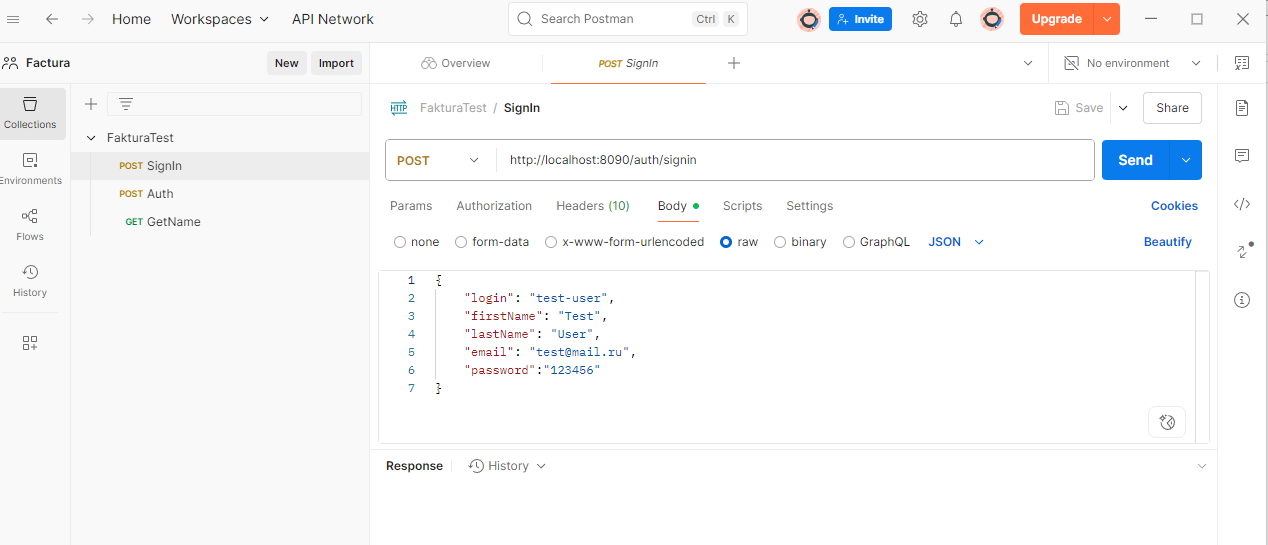 Home Workspaces API Network Search Postman Ctrl K Invite Upgrade
Factura New Import
Overview POST SignIn No environment
Collections
Environments
Flows
History
FakturaTest
POST SignIn
POST Auth
GET GetName
HTTP FakturaTest / SignIn Save Share
POST http://localhost:8090/auth/signin Send
Params Authorization Headers (10) Body Scripts Settings Cookies
none form-data x-www-form-urlencoded raw binary GraphQL JSON Beautify
1 {
2 "login": "test-user",
3 "firstName": "Test",
4 "lastName": "User",
5 "email": "test@mail.ru",
6 "password":"123456"
7 }
Response History